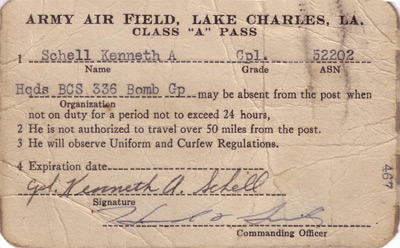 ARMY AIR FIELD, LAKE CHARLES, LA.
CLASS "A" PASS
1 Schell Kenneth A Cpl. 52202
Name Grade ASN
Hqds BCS 336 Bomb Gp may be absent from the post when
Organization
not on duty for a period not to exceed 24 hours,
2 He is not authorized to travel over 50 miles from the post.
3 He will observe Uniform and Curfew Regulations.
4 Expiration date
Cpl. Kenneth A. Schell
Signature
Commanding Officer
467